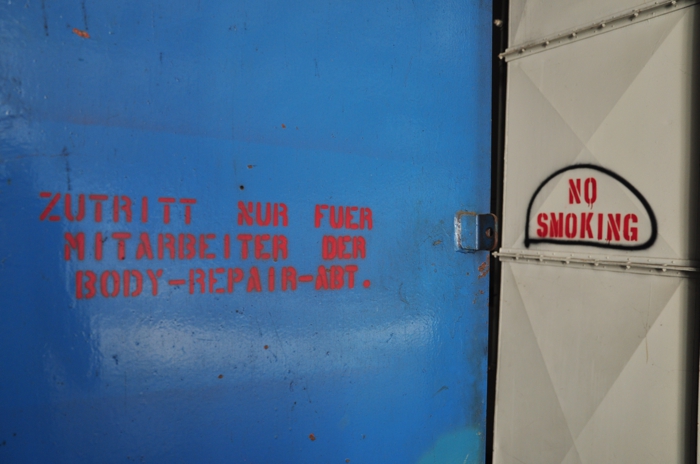 ZUTRITT NUR FUER
MITARBEITER DER
BODY-REPAIR-ABT.
NO
SMOKING